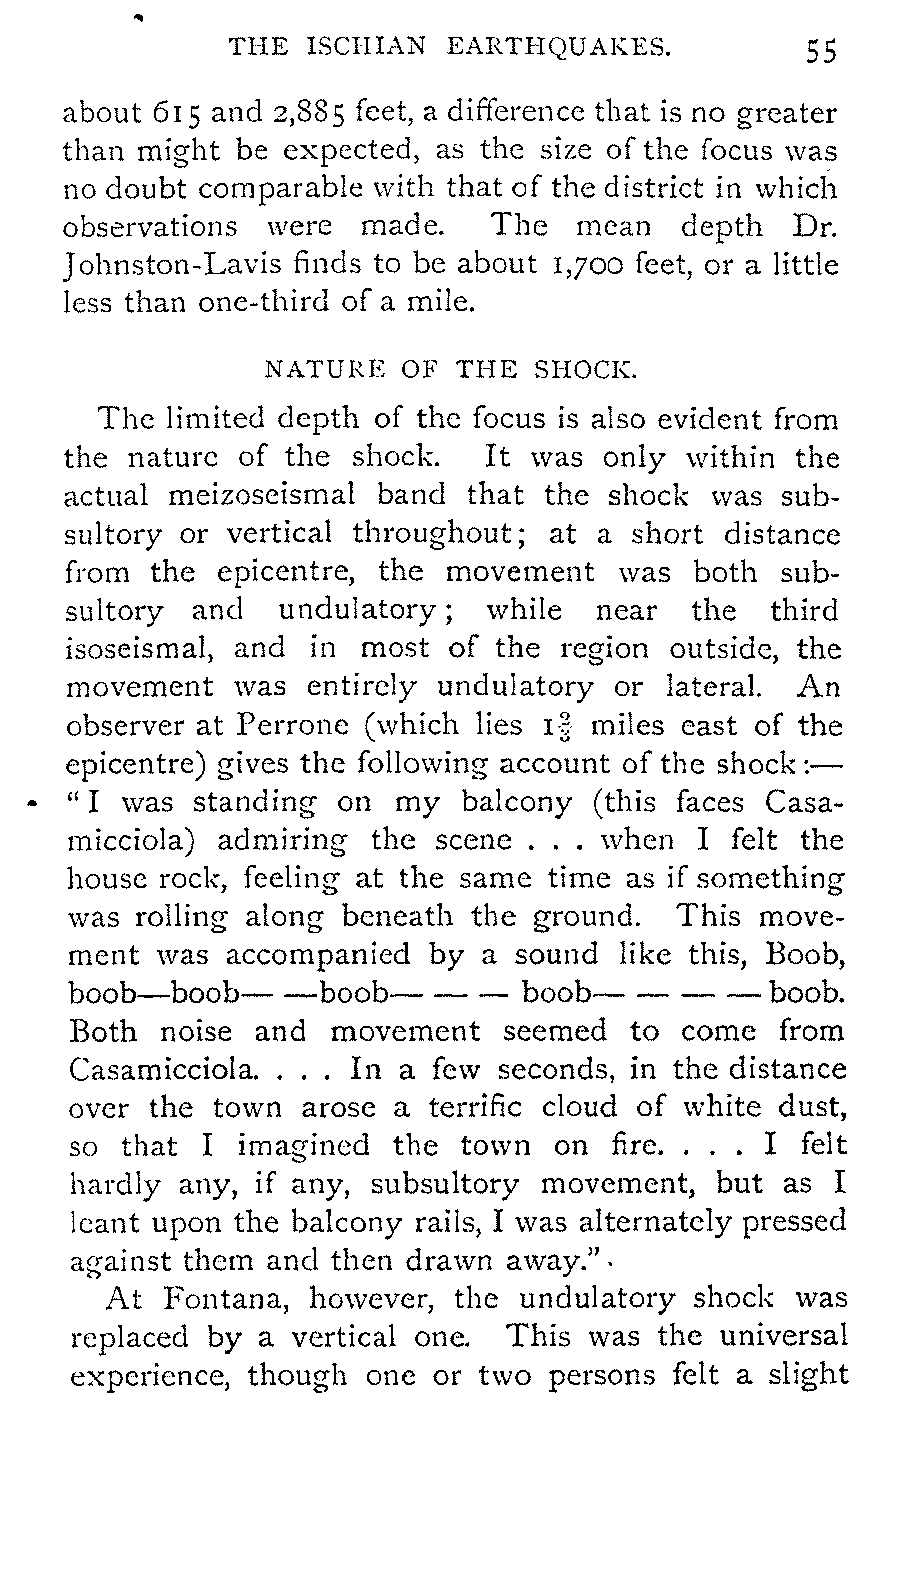 THE ISCHIAN EARTHQUAKES. 55
about 615 and 2,885 feet, a difference that is no greater
than might be expected, as the size of the focus was
no doubt comparable with that of the district in which
observations were made. The mean depth Dr.
Johnston-Lavis finds to be about 1,700 feet, or a little
less than one-third of a mile.
NATURE OF THE SHOCK.
The limited depth of the focus is also evident from
the nature of the shock. It was only within the
actual meizoseismal band that the shock was sub-
sultory or vertical throughout; at a short distance
from the epicentre, the movement was both sub-
sultory and undulatory; while near the third
isoseismal, and in most of the region outside, the
movement was entirely undulatory or lateral. An
observer at Perrone (which lies miles east of the
epicentre) gives the following account of the shock:—
"I was standing on my balcony (this faces Casa-
micciola) admiring the scene . . . when I felt the
house rock, feeling at the same time as if something
was rolling along beneath the ground. This move-
ment was accompanied by a sound like this, Boob,
boob—boob— —boob— — — boob— — — — boob.
Both noise and movement seemed to come from
Casamicciola. . . . In a few seconds, in the distance
over the town arose a terrific cloud of white dust,
so that I imagined the town on fire. . . . I felt
hardly any, if any, subsultory movement, but as I
leant upon the balcony rails, I was alternately pressed
against them and then drawn away."
At Fontana, however, the undulatory shock was
replaced by a vertical one. This was the universal
experience, though one or two persons felt a slight